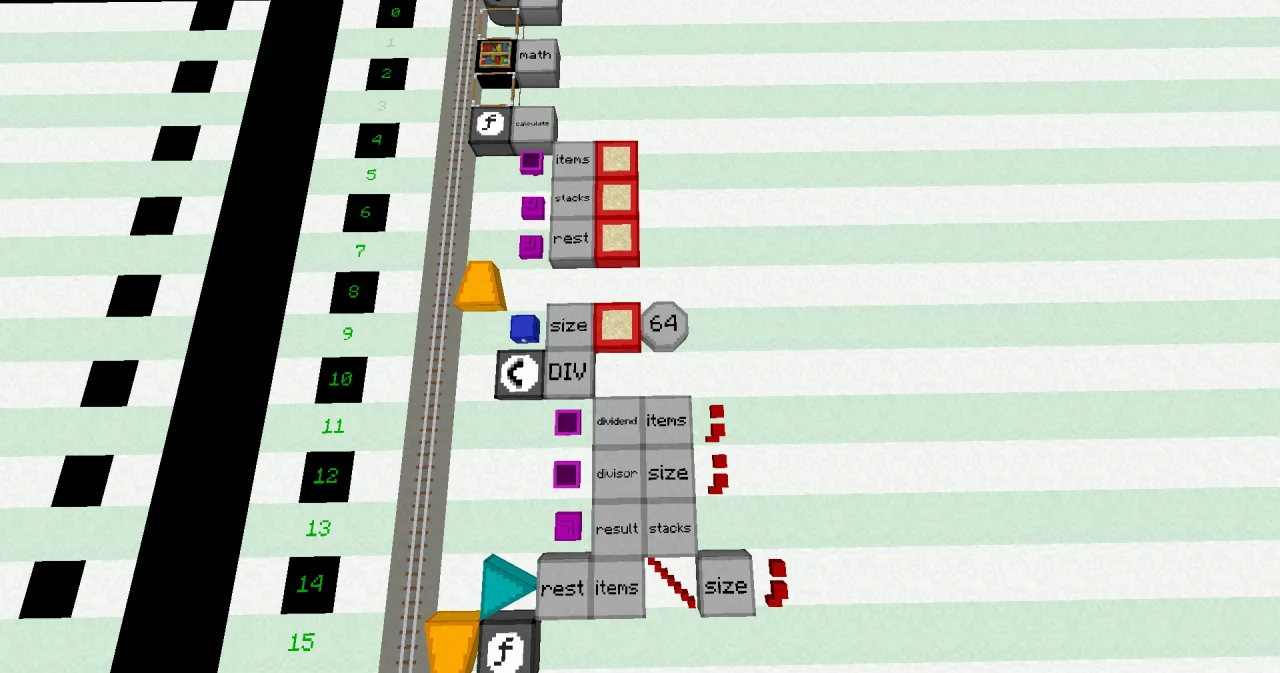 0
1
2 math
3
4 f calculate
5 items
6 stacks
7 rest
8
9 size 64
10 DIV
11 dividend items
12 divisor size
13 result stacks
14 rest items size
15 f